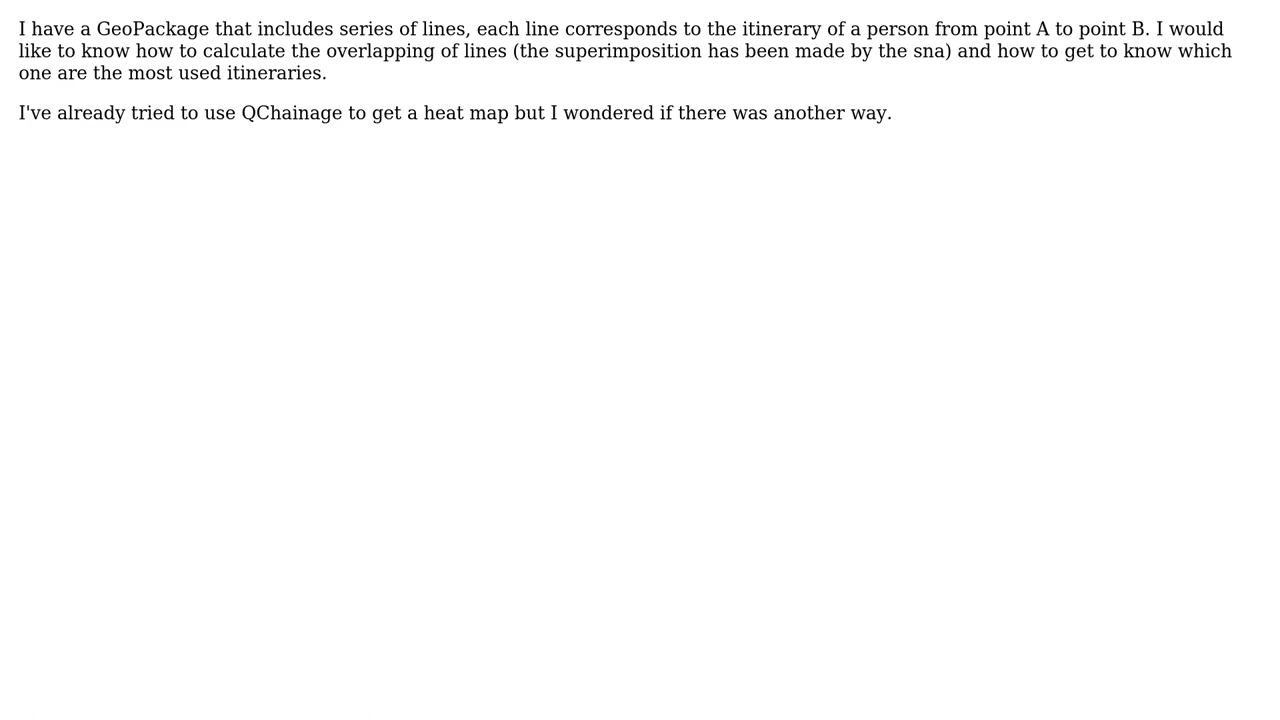 I have a GeoPackage that includes series of lines, each line corresponds to the itinerary of a person from point A to point B. I would
like to know how to calculate the overlapping of lines (the superimposition has been made by the sna) and how to get to know which
one are the most used itineraries.
I've already tried to use QChainage to get a heat map but I wondered if there was another way.